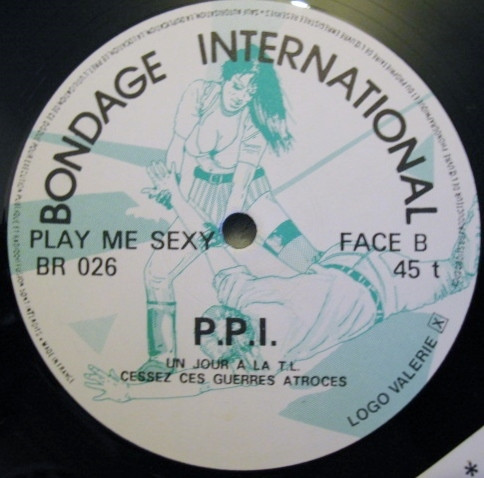 BONDAGE INTERNATIONAL
PLAY ME SEXY
BR 026
FACE B
45 t
P.P.I.
UN JOUR A LA T.L.
CESSEZ CES GUERRES ATROCES
LOGO VALERIE X
*